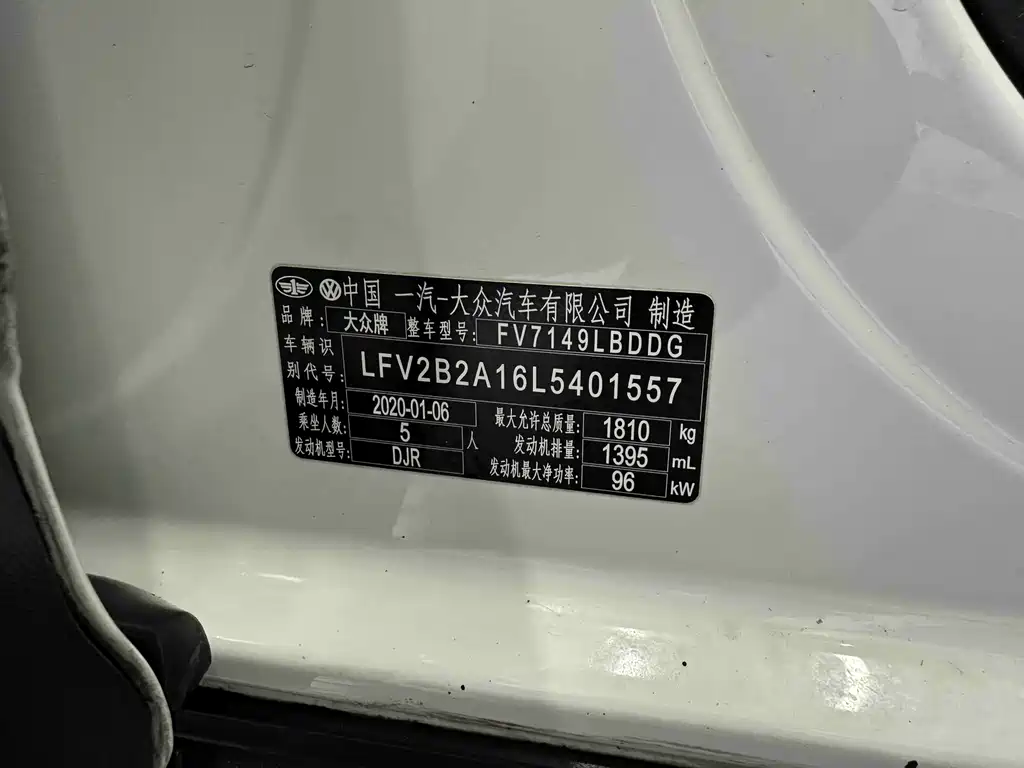 中国 一汽-大众汽车有限公司 制造
品牌: 大众牌 整车型号: FV7149LBDDG
车辆识别代号: LFV2B2A16L5401557
制造年月: 2020-01-06 最大允许总质量: 1810 kg
乘坐人数: 5 人 发动机排量: 1395 mL
发动机型号: DJR 发动机最大净功率: 96 kW